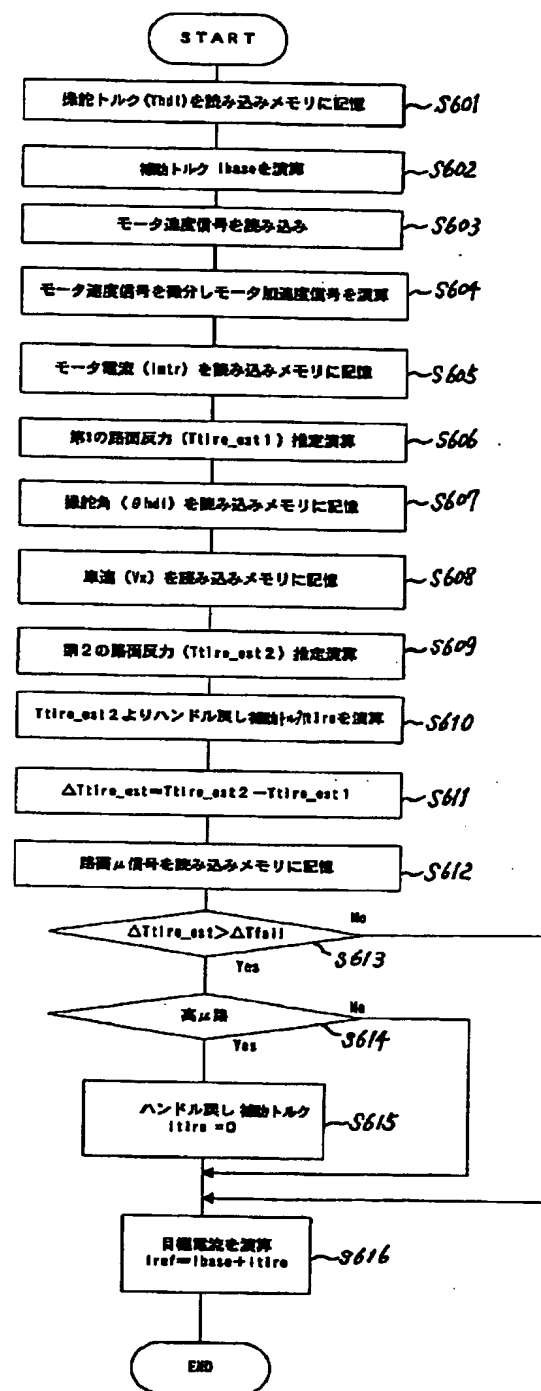 START
操舵トルク(Thdl)を読み込みメモリに記憶
S601
補助トルク Ibaseを演算
S602
モータ速度信号を読み込み
S603
モータ速度信号を微分しモータ加速度信号を演算
S604
モータ電流(Imtr)を読み込みメモリに記憶
S605
第1の路面反力(Ttire_est1)推定演算
S606
操舵角(θhdl)を読み込みメモリに記憶
S607
車速(Vx)を読み込みメモリに記憶
S608
第2の路面反力(Ttire_est2)推定演算
S609
Ttire_est2よりハンドル戻し補助トルクItireを演算
S610
△Ttire_est=Ttire_est2-Ttire_est1
S611
路面μ信号を読み込みメモリに記憶
S612
△Ttire_est>△Tfail
No
S613
Yes
高μ路
No
S614
Yes
ハンドル戻し 補助トルク
Itire =0
S615
目標電流を演算
Iref=Ibase+Itire
S616
END